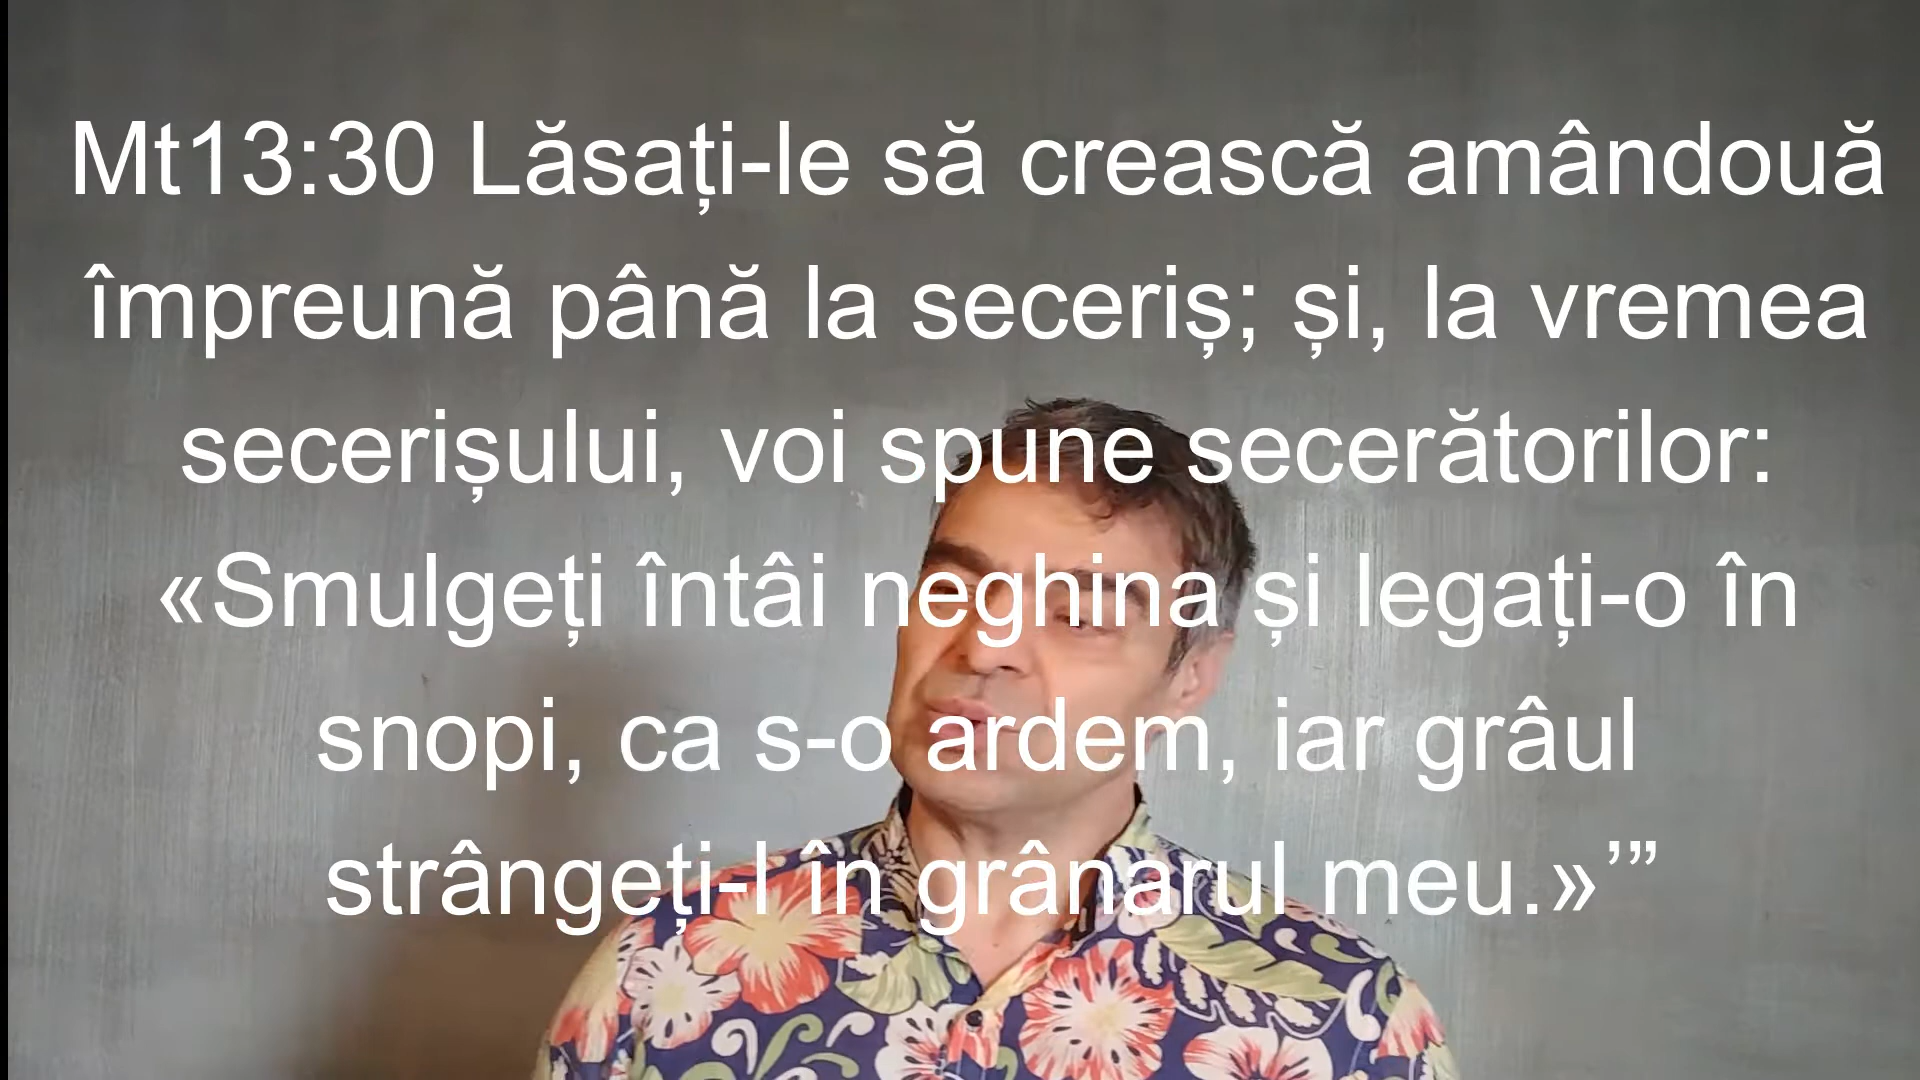 Mt13:30 Lăsați-le să crească amândouă
împreună până la seceriș; și, la vremea
secerișului, voi spune secerătorilor:
«Smulgeți întâi neghina și legați-o în
snopi, ca s-o ardem, iar grâul
strângeți-l în grânarul meu.»’”